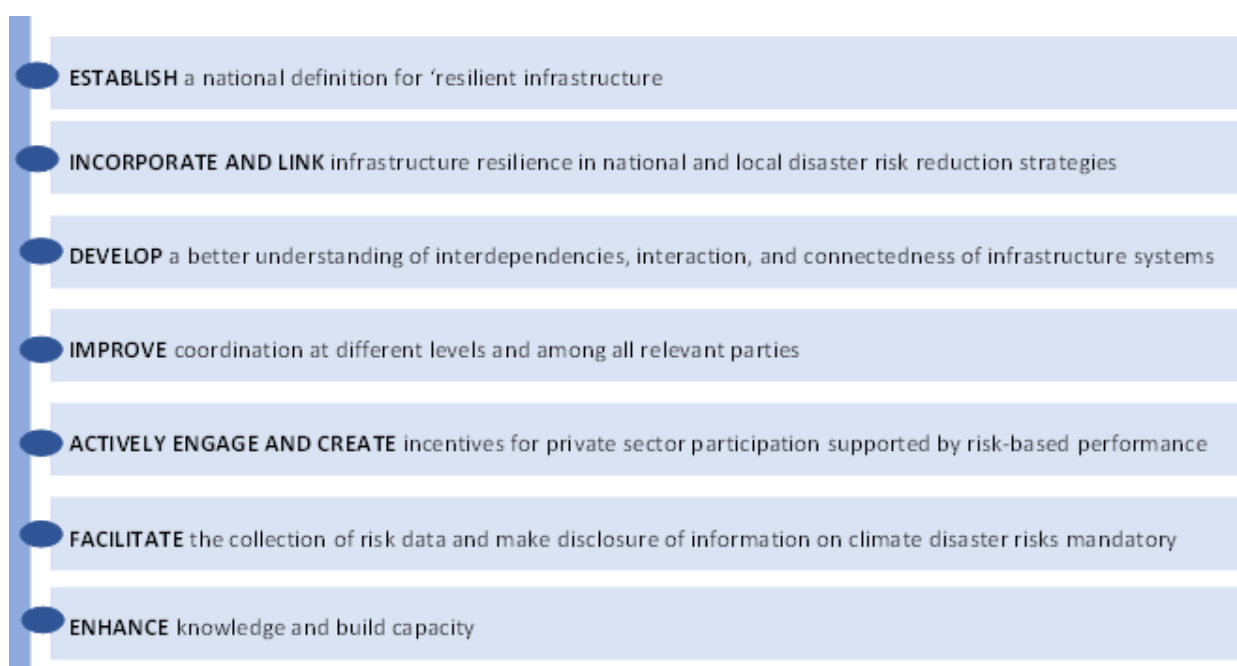 ESTABLISH a national definition for ‘resilient infrastructure
INCORPORATE AND LINK infrastructure resilience in national and local disaster risk reduction strategies
DEVELOP a better understanding of interdependencies, interaction, and connectedness of infrastructure systems
IMPROVE coordination at different levels and among all relevant parties
ACTIVELY ENGAGE AND CREATE incentives for private sector participation supported by risk-based performance
FACILITATE the collection of risk data and make disclosure of information on climate disaster risks mandatory
ENHANCE knowledge and build capacity